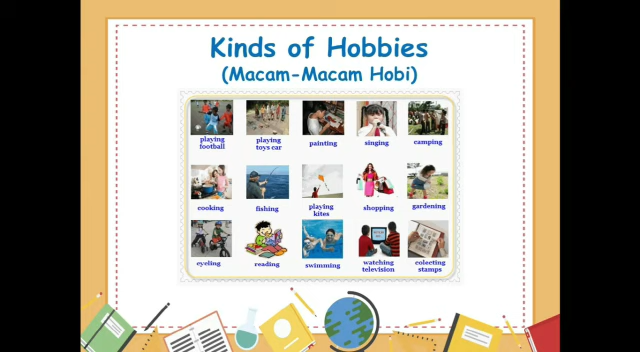 Kinds of Hobbies
(Macam-Macam Hobi)
playing
football
playing
toys car
painting
singing
camping
cooking
fishing
playing
kites
shopping
gardening
cycling
reading
swimming
watching
television
colecting
stamps